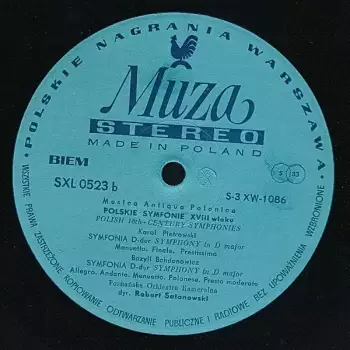 POLSKIE NAGRANIA WARSZAWA
Muza
STEREO
MADE IN POLAND
BIEM
S 33
SXL 0523 b
S-3 XW-1086
Musica Antiqua Polonica
POLSKIE SYMFONIE XVIII wieku
POLISH 18th-CENTURY SYMPHONIES
Karol Pietrowski
SYMFONIA D-dur SYMPHONY in D major
Menuetto. Finale. Prestissimo
Bazyli Bohdanowicz
SYMFONIA D-dur SYMPHONY in D major
Allegro. Andante. Menuetto. Polonese. Presto moderato
Poznańska Orkiestra Kameralna
dyr. Robert Satanowski
WSZYSTKIE PRAWA ZASTRZEŻONE KOPIOWANIE ODTWARZANIE PUBLICZNE I RADIOWE BEZ UPOWAŻNIENIA WZBRONIONE